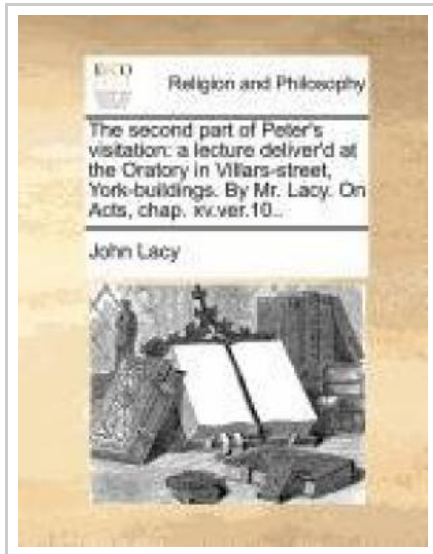 ECCO
Religion and Philosophy
The second part of Peter's
visitation: a lecture deliver'd at
the Oratory in Villars-street,
York-buildings. By Mr. Lacy. On
Acts, chap. xv.ver.10..
John Lacy